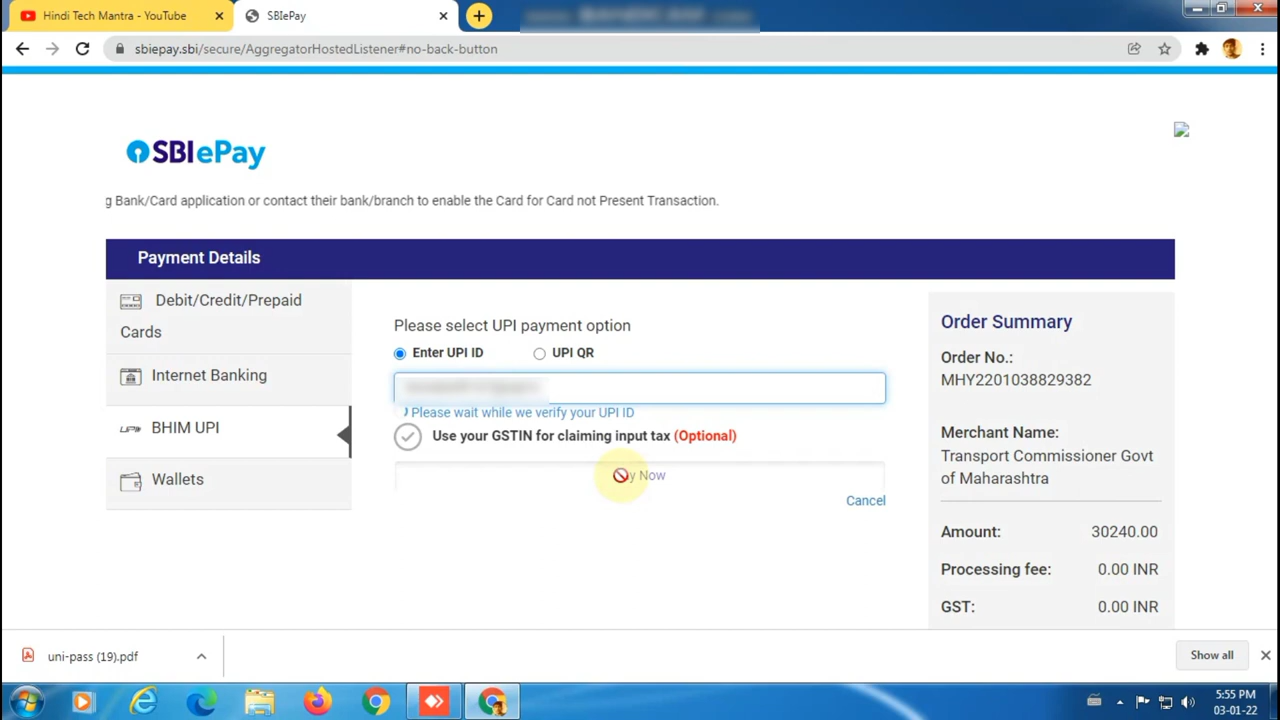 Hindi Tech Mantra - YouTube
SBIePay
sbiepay.sbi/secure/AggregatorHostedListener#no-back-button
SBI ePay
g Bank/Card application or contact their bank/branch to enable the Card for Card not Present Transaction.
Payment Details
Debit/Credit/Prepaid
Cards
Internet Banking
BHIM UPI
Wallets
Please select UPI payment option
Enter UPI ID
UPI QR
Please wait while we verify your UPI ID
Use your GSTIN for claiming input tax (Optional)
y Now
Cancel
Order Summary
Order No.:
MHY2201038829382
Merchant Name:
Transport Commissioner Govt
of Maharashtra
Amount: 30240.00
Processing fee: 0.00 INR
GST: 0.00 INR
uni-pass (19).pdf
Show all
5:55 PM
03-01-22